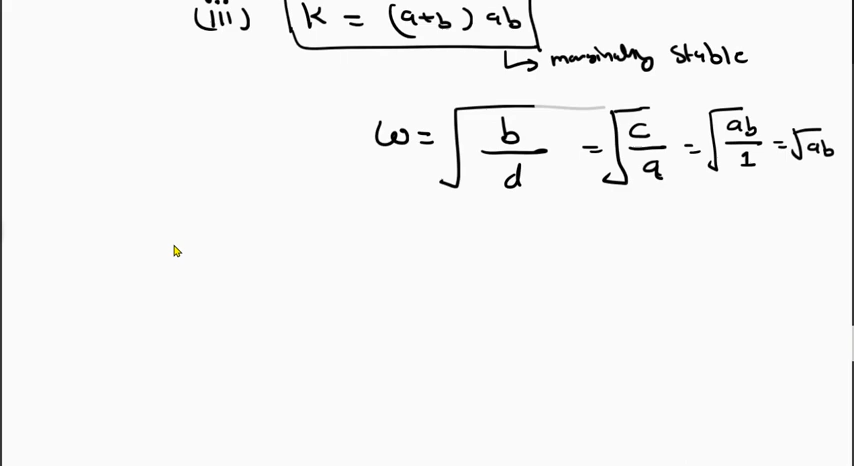 (iii) K = (a+b) ab
↳ marginally stable
ω = √(b/d) = √(c/a) = √(ab/1) = √ab